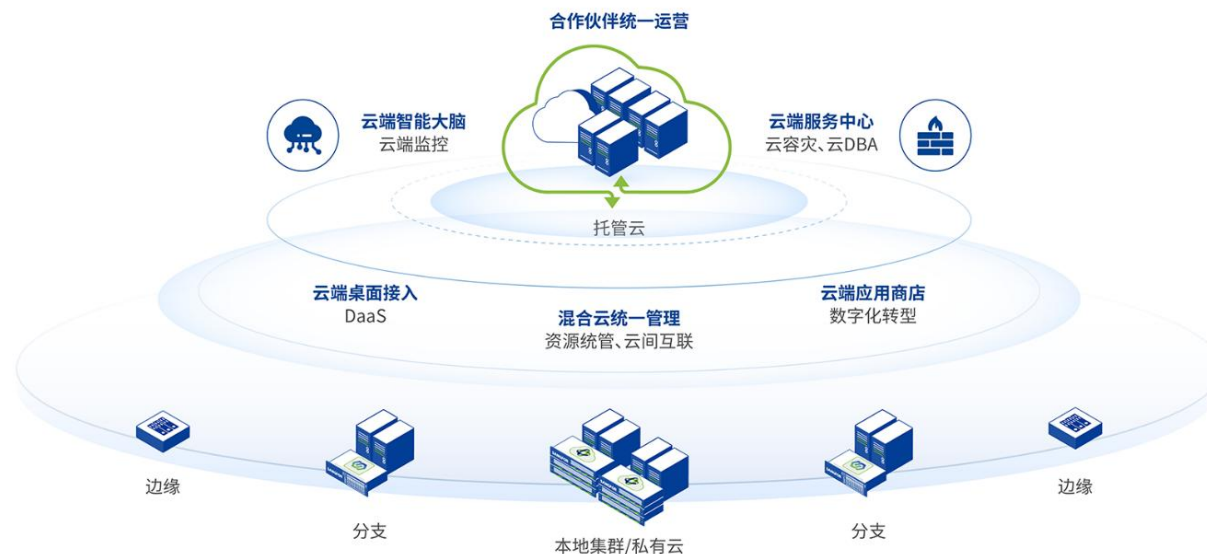 合作伙伴统一运营
云端智能大脑
云端监控
云端服务中心
云容灾、云DBA
托管云
云端桌面接入
DaaS
混合云统一管理
资源统管、云间互联
云端应用商店
数字化转型
边缘
分支
本地集群/私有云
分支
边缘